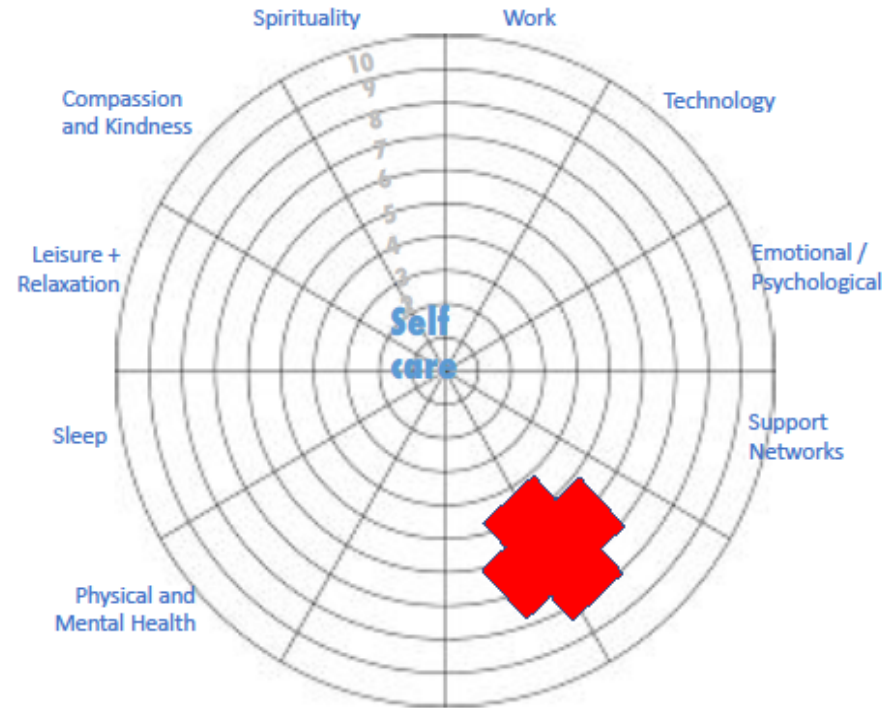 Spirituality
Work
10
9
8
7
6
5
4
3
Compassion
and Kindness
Technology
Leisure +
Relaxation
Emotional /
Psychological
Self
care
Sleep
Support
Networks
Physical and
Mental Health